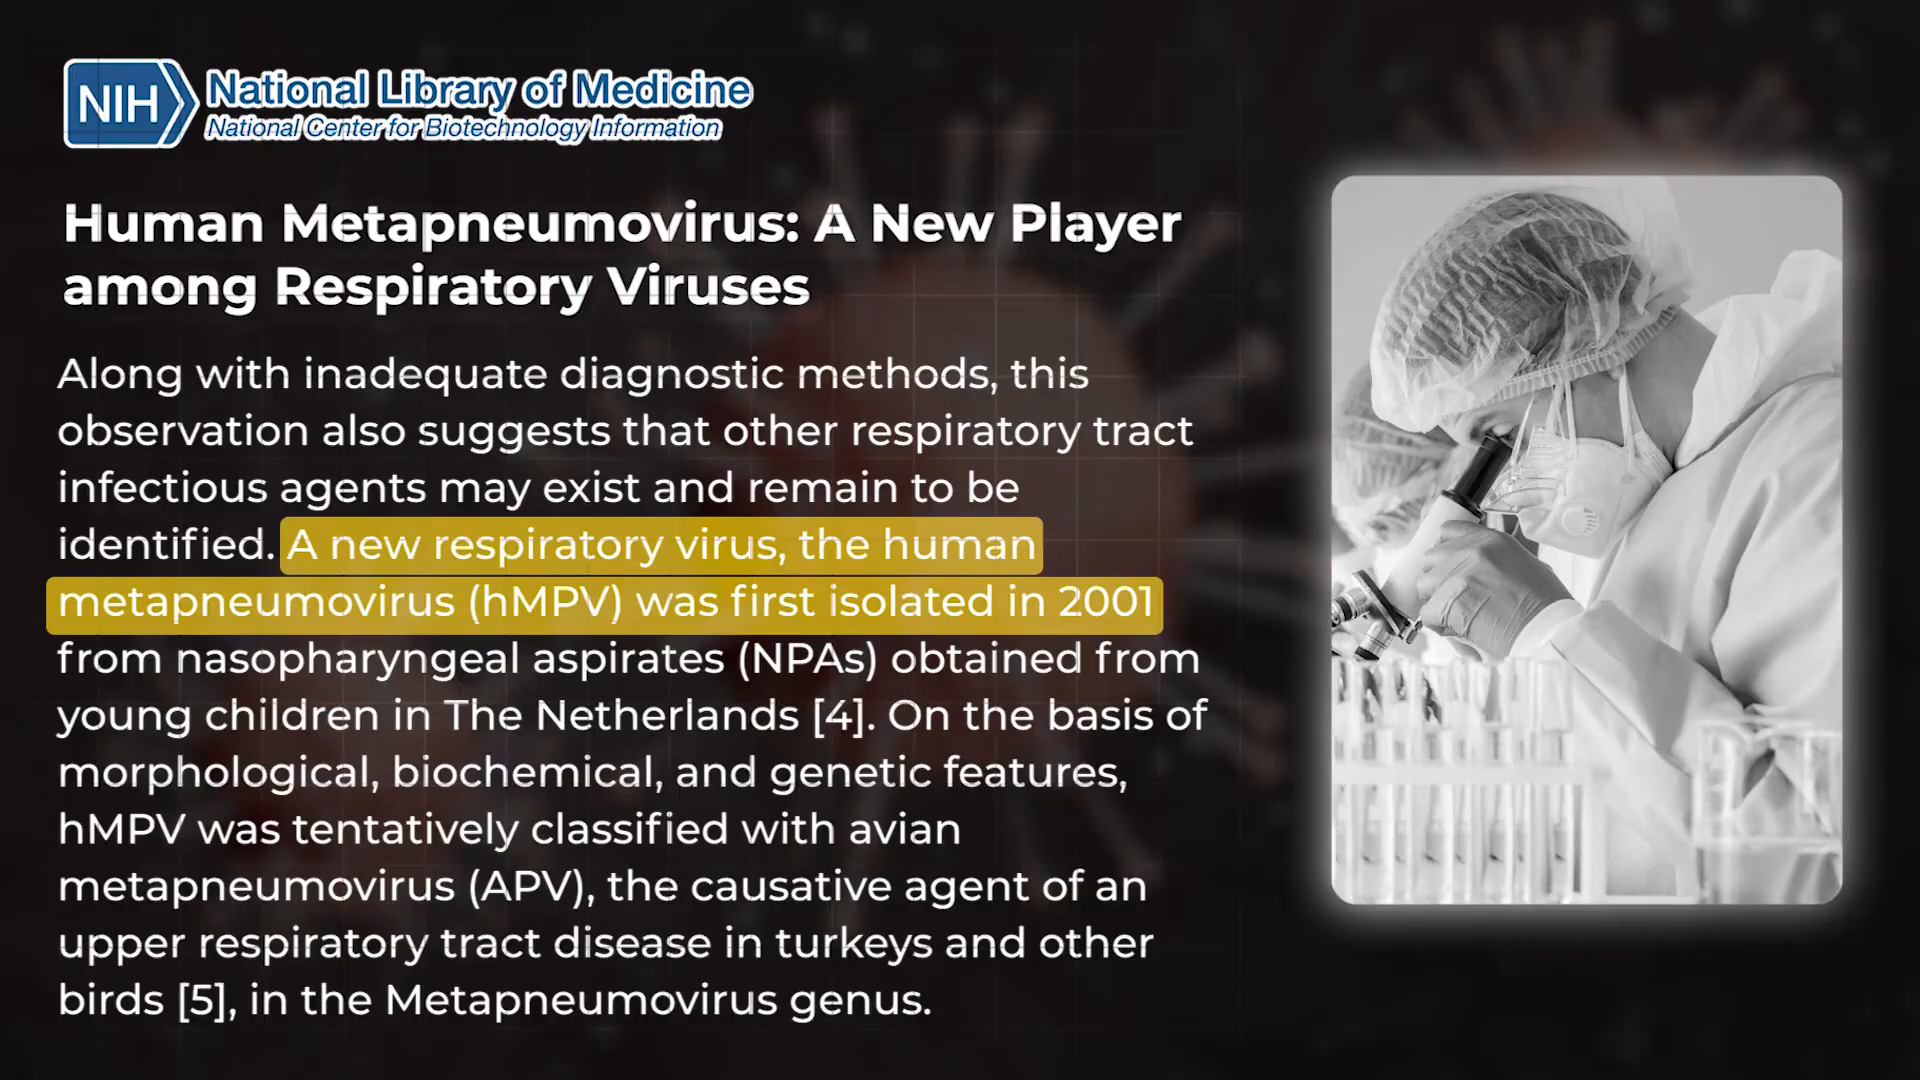 NIH National Library of Medicine
National Center for Biotechnology Information
Human Metapneumovirus: A New Player
among Respiratory Viruses
Along with inadequate diagnostic methods, this
observation also suggests that other respiratory tract
infectious agents may exist and remain to be
identified. A new respiratory virus, the human
metapneumovirus (hMPV) was first isolated in 2001
from nasopharyngeal aspirates (NPAs) obtained from
young children in The Netherlands [4]. On the basis of
morphological, biochemical, and genetic features,
hMPV was tentatively classified with avian
metapneumovirus (APV), the causative agent of an
upper respiratory tract disease in turkeys and other
birds [5], in the Metapneumovirus genus.